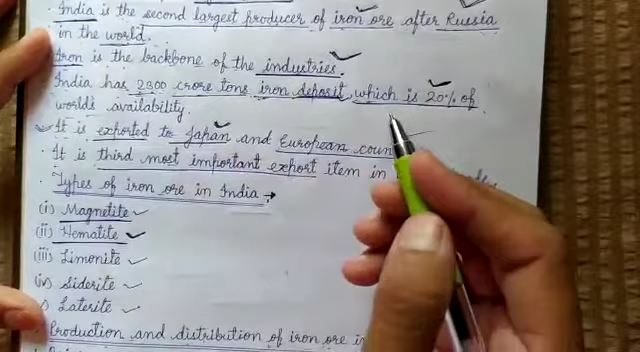 India is the second largest producer of iron ore after Russia
in the world.
Iron is the backbone of the industries.
India has 2300 crore tons iron deposit which is 20% of
world's availability.
It is exported to Japan and European coun
It is third most important export item in
Types of iron ore in India →
(i) Magnetite
(ii) Hematite
(iii) Limonite
(iv) Siderite
) Laterite
Production and distribution of iron ore in